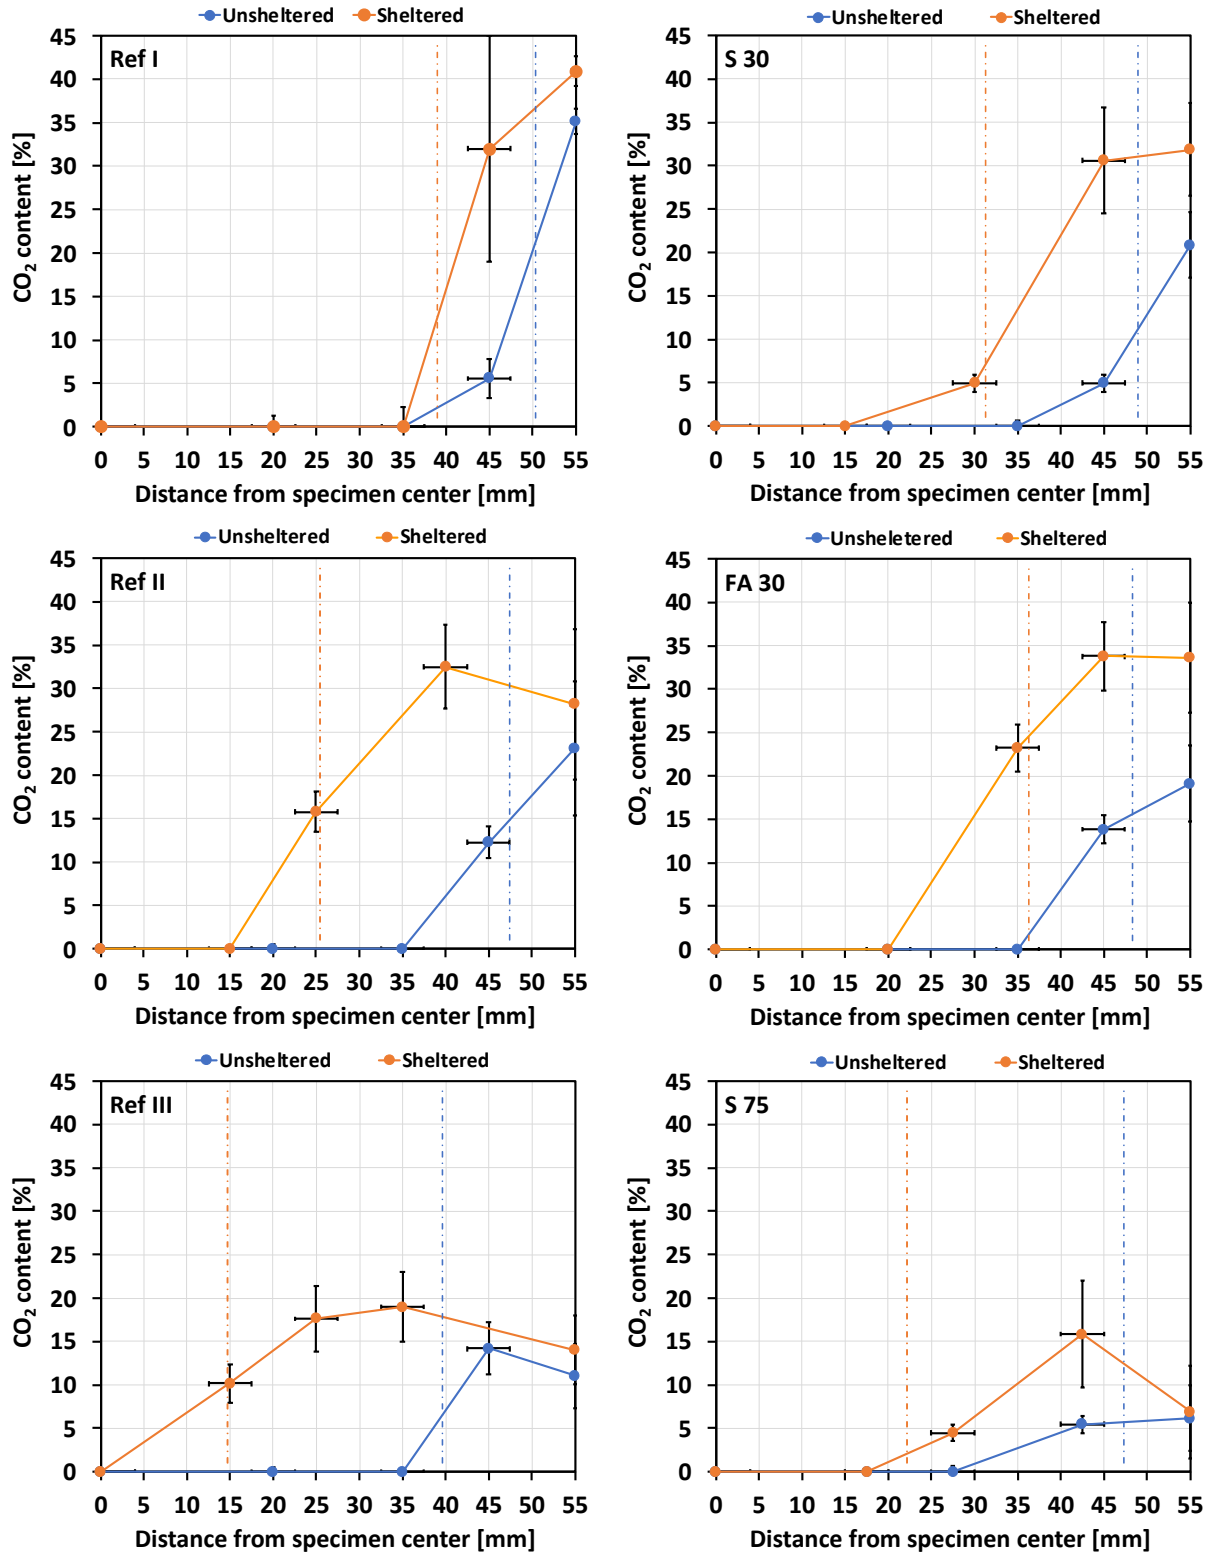 Unsheltered Sheltered
Ref I
45
40
35
30
25
20
15
10
5
0
CO₂ content [%]
0 5 10 15 20 25 30 35 40 45 50 55
Distance from specimen center [mm]
Unsheltered Sheltered
S 30
45
40
35
30
25
20
15
10
5
0
CO₂ content [%]
0 5 10 15 20 25 30 35 40 45 50 55
Distance from specimen center [mm]
Unsheltered Sheltered
Ref II
45
40
35
30
25
20
15
10
5
0
CO₂ content [%]
0 5 10 15 20 25 30 35 40 45 50 55
Distance from specimen center [mm]
Unsheletered Sheltered
FA 30
45
40
35
30
25
20
15
10
5
0
CO₂ content [%]
0 5 10 15 20 25 30 35 40 45 50 55
Distance from specimen center [mm]
Unsheltered Sheltered
Ref III
45
40
35
30
25
20
15
10
5
0
CO₂ content [%]
0 5 10 15 20 25 30 35 40 45 50 55
Distance from specimen center [mm]
Unsheltered Sheltered
S 75
45
40
35
30
25
20
15
10
5
0
CO₂ content [%]
0 5 10 15 20 25 30 35 40 45 50 55
Distance from specimen center [mm]